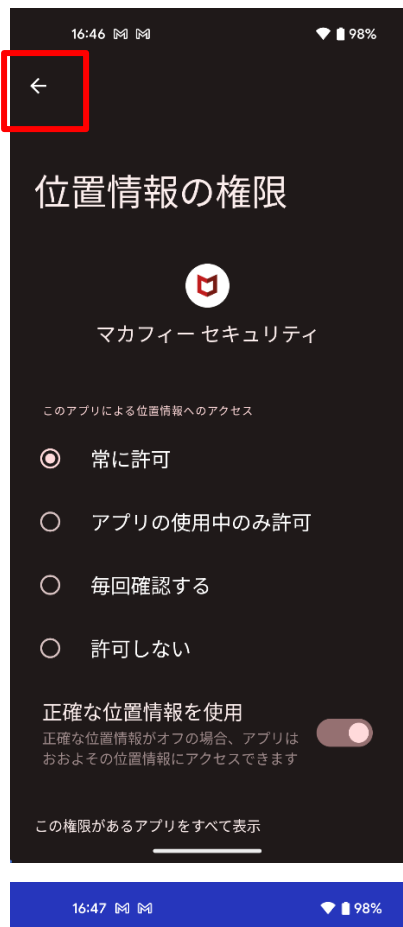 16:46 98%
位置情報の権限
マカフィー セキュリティ
このアプリによる位置情報へのアクセス
常に許可
アプリの使用中のみ許可
毎回確認する
許可しない
正確な位置情報を使用
正確な位置情報がオフの場合、アプリは
おおよその位置情報にアクセスできます
この権限があるアプリをすべて表示
16:47 98%